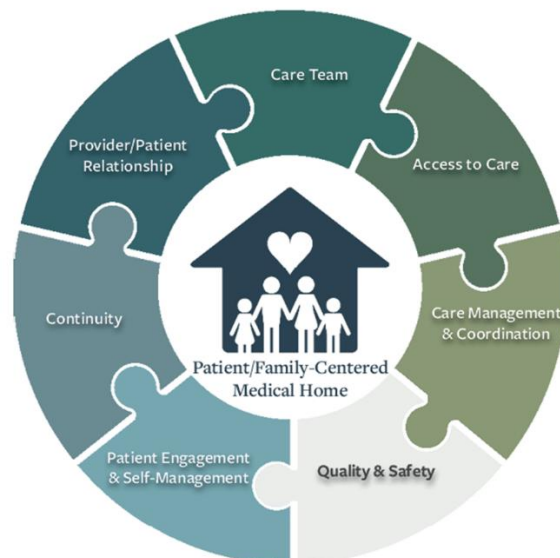 Care Team
Provider/Patient
Relationship
Access to Care
Continuity
Care Management
& Coordination
Patient/Family-Centered
Medical Home
Patient Engagement
& Self-Management
Quality & Safety